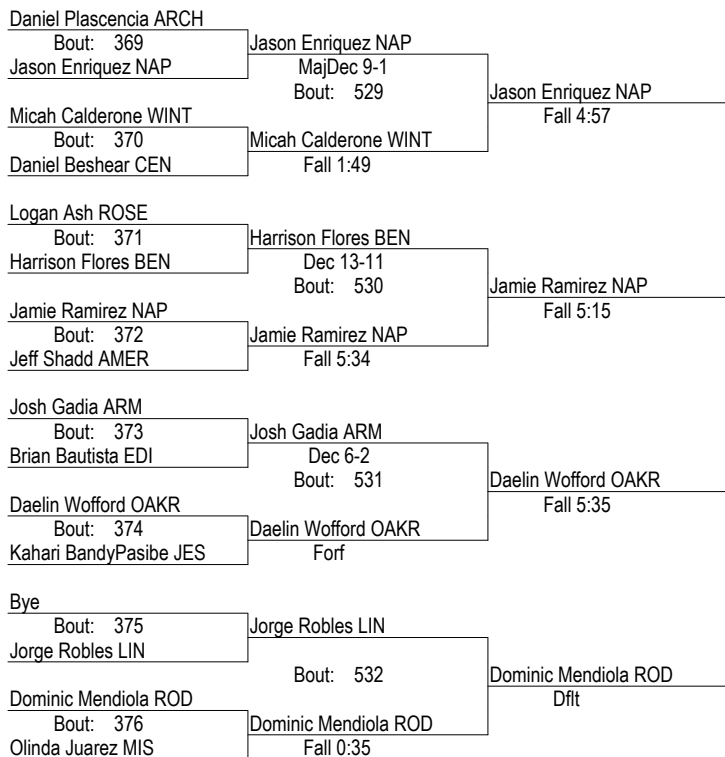 Daniel Plascencia ARCH
Bout: 369
Jason Enriquez NAP
Jason Enriquez NAP
MajDec 9-1
Bout: 529
Jason Enriquez NAP
Fall 4:57
Micah Calderone WINT
Bout: 370
Daniel Beshear CEN
Micah Calderone WINT
Fall 1:49
Logan Ash ROSE
Bout: 371
Harrison Flores BEN
Harrison Flores BEN
Dec 13-11
Bout: 530
Jamie Ramirez NAP
Fall 5:15
Jamie Ramirez NAP
Bout: 372
Jeff Shadd AMER
Jamie Ramirez NAP
Fall 5:34
Josh Gadia ARM
Bout: 373
Brian Bautista EDI
Josh Gadia ARM
Dec 6-2
Bout: 531
Daelin Wofford OAKR
Fall 5:35
Daelin Wofford OAKR
Bout: 374
Kahari BandyPasibe JES
Daelin Wofford OAKR
Forf
Bye
Bout: 375
Jorge Robles LIN
Jorge Robles LIN
Bout: 532
Dominic Mendiola ROD
Dflt
Dominic Mendiola ROD
Bout: 376
Olinda Juarez MIS
Dominic Mendiola ROD
Fall 0:35